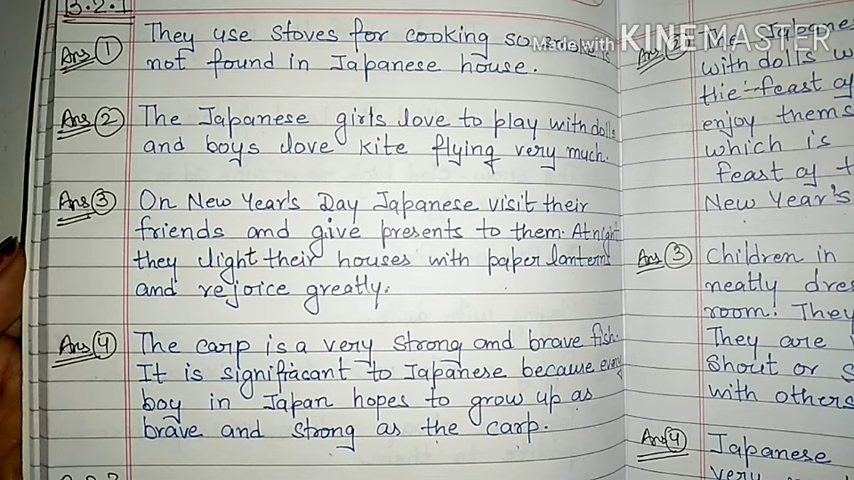 3.2.1
Ans ① They use stoves for cooking so
not found in Japanese house.
Ans ② The Japanese girls love to play with dolls
and boys love kite flying very much.
Ans ③ On New Year's Day Japanese visit their
friends and give presents to them. At night
they light their houses with paper lantern
and rejoice greatly.
Ans ④ The carp is a very strong and brave fish.
It is signifiacant to Japanese because every
boy in Japan hopes to grow up as
brave and strong as the carp.
Made with KINEMASTER
with dolls w
the feast of
enjoy thems
which is
feast of t
New Year's
Ans ③ Children in
neatly dres
room. They
They are
Shout or s
with others
Ans ④ Japanese
very